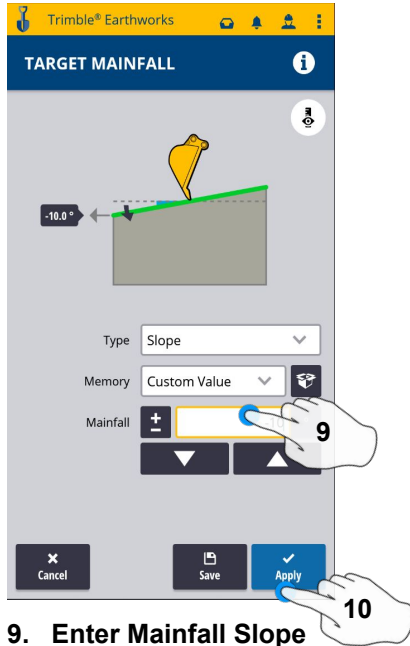 Trimble® Earthworks
TARGET MAINFALL
i
-10.0 °
Type Slope
Memory Custom Value
Mainfall + -
9
Cancel Save Apply
10
9. Enter Mainfall Slope